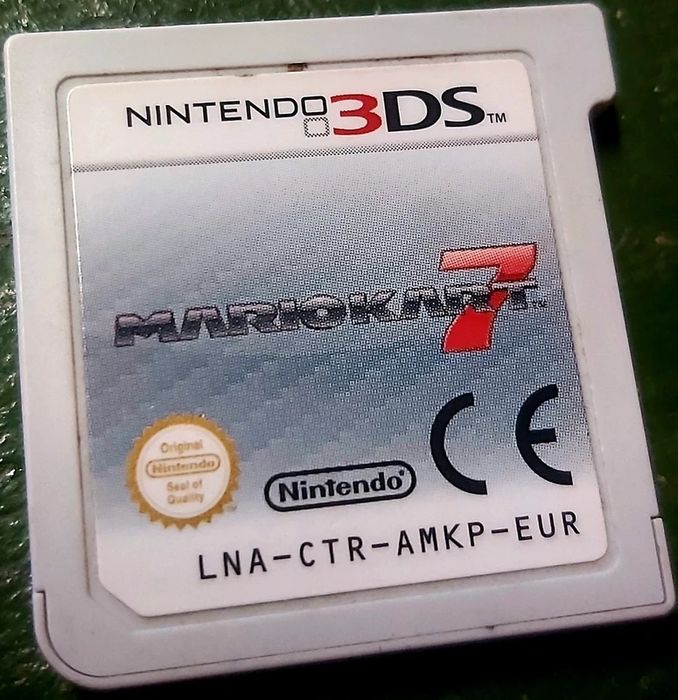 NINTENDO 3DS™
MARIOKART 7™
Original
Nintendo
Seal of
Quality
Nintendo®
CE
LNA-CTR-AMKP-EUR